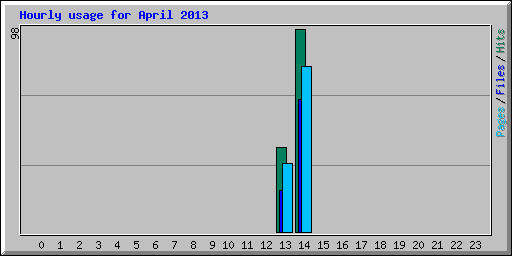 Hourly usage for April 2013
98
Pages / Files / Hits
0 1 2 3 4 5 6 7 8 9 10 11 12 13 14 15 16 17 18 19 20 21 22 23